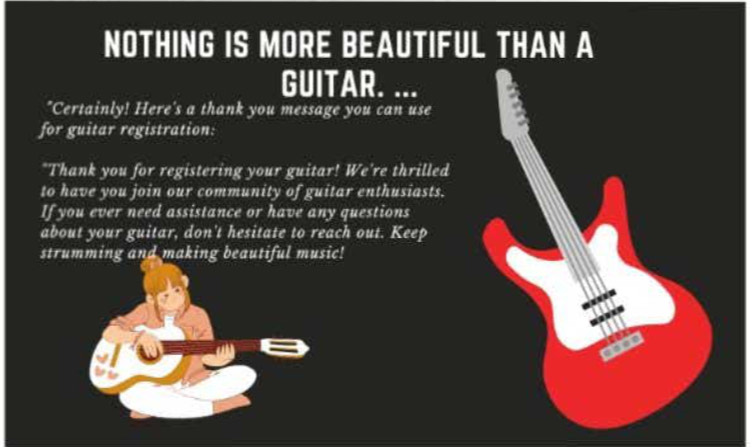 NOTHING IS MORE BEAUTIFUL THAN A
GUITAR. ...
"Certainly! Here's a thank you message you can use
for guitar registration:
"Thank you for registering your guitar! We're thrilled
to have you join our community of guitar enthusiasts.
If you ever need assistance or have any questions
about your guitar, don't hesitate to reach out. Keep
strumming and making beautiful music!